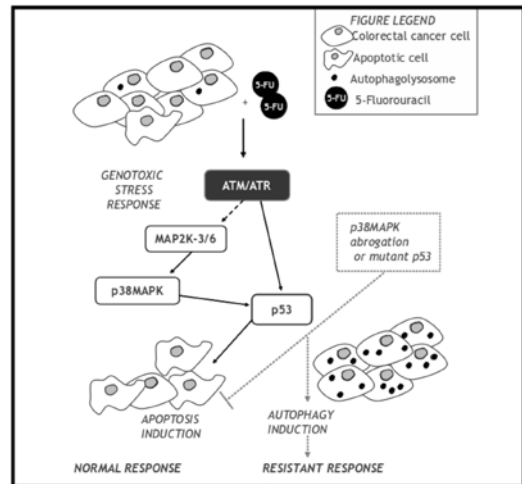 FIGURE LEGEND
Colorectal cancer cell
Apoptotic cell
Autophagolysosome
5-FU 5-Fluorouracil
5-FU
+ 5-FU
GENOTOXIC
STRESS
RESPONSE
ATM/ATR
MAP2K-3/6
p38MAPK
abrogation
or mutant p53
p38MAPK
p53
APOPTOSIS
INDUCTION
AUTOPHAGY
INDUCTION
NORMAL RESPONSE
RESISTANT RESPONSE